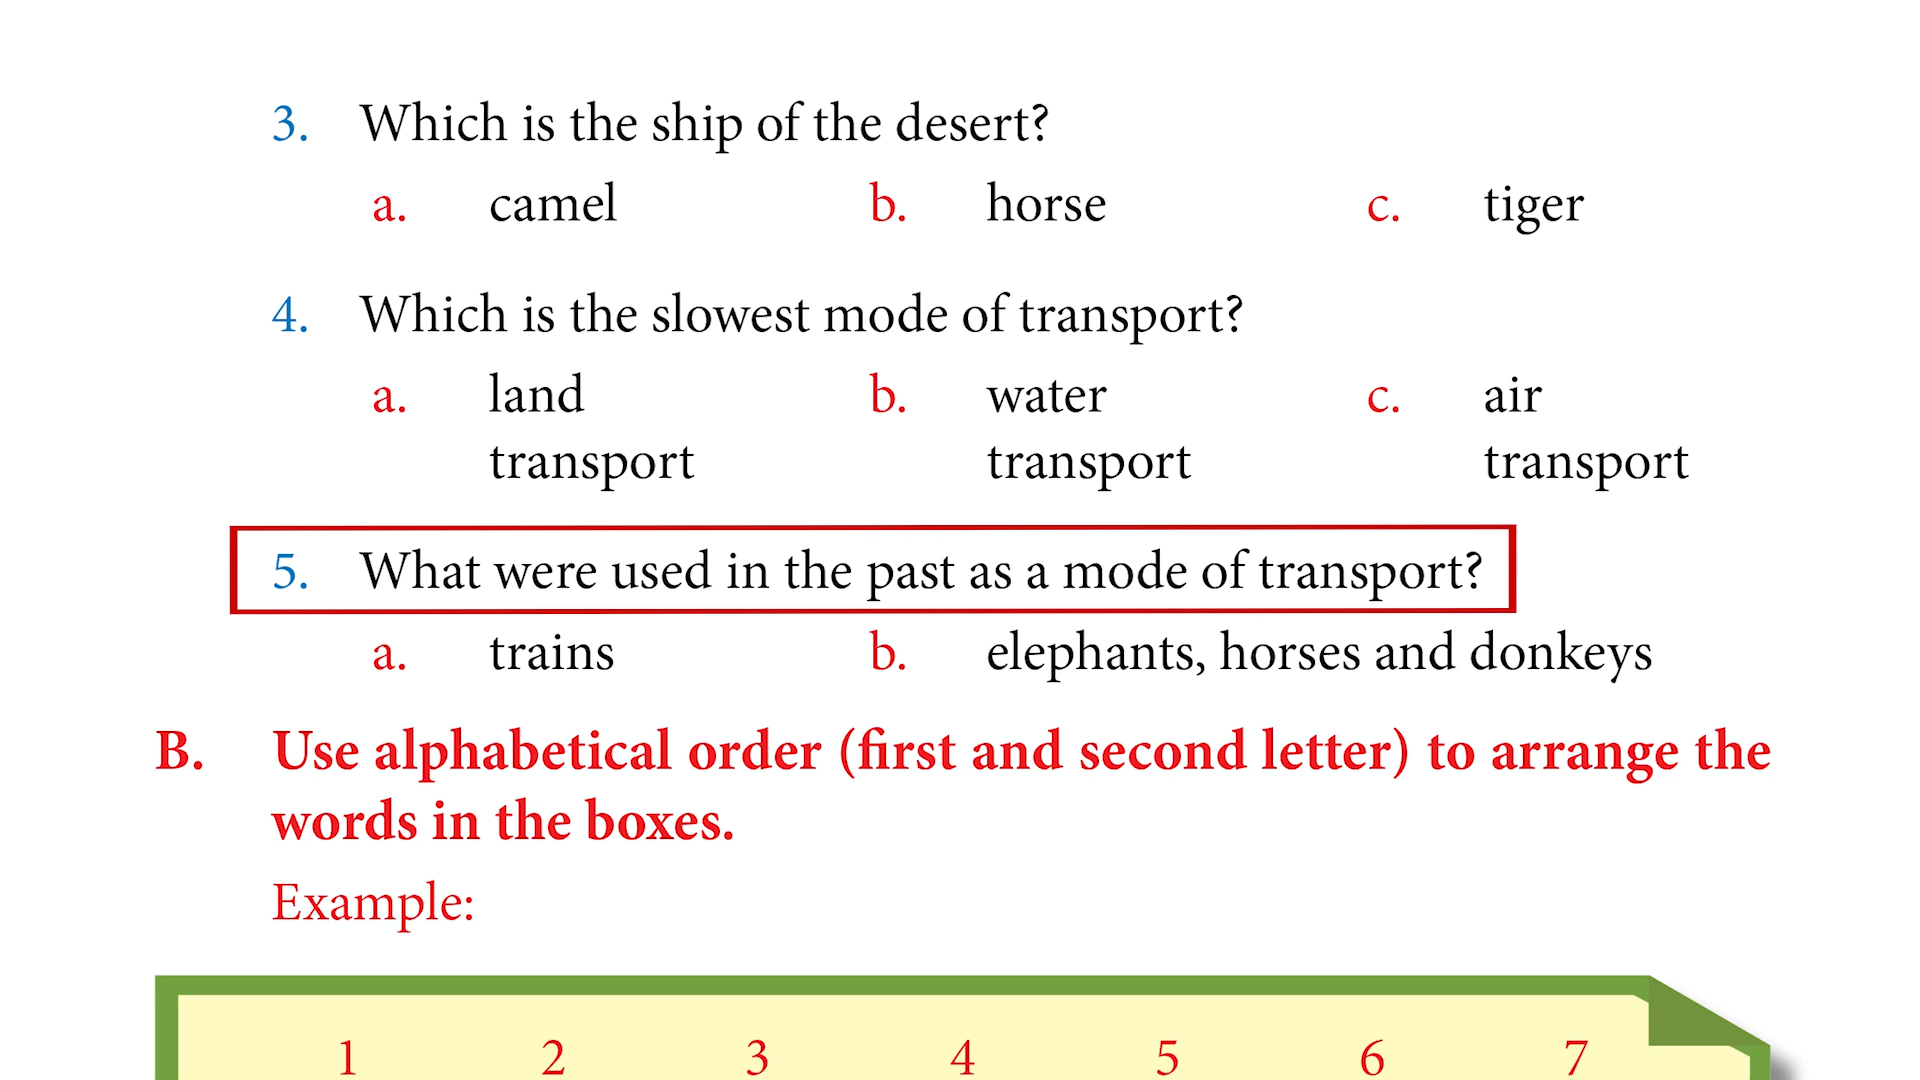 3. Which is the ship of the desert?
a. camel b. horse c. tiger
4. Which is the slowest mode of transport?
a. land transport b. water transport c. air transport
5. What were used in the past as a mode of transport?
a. trains b. elephants, horses and donkeys
B. Use alphabetical order (first and second letter) to arrange the
words in the boxes.
Example:
1 2 3 4 5 6 7